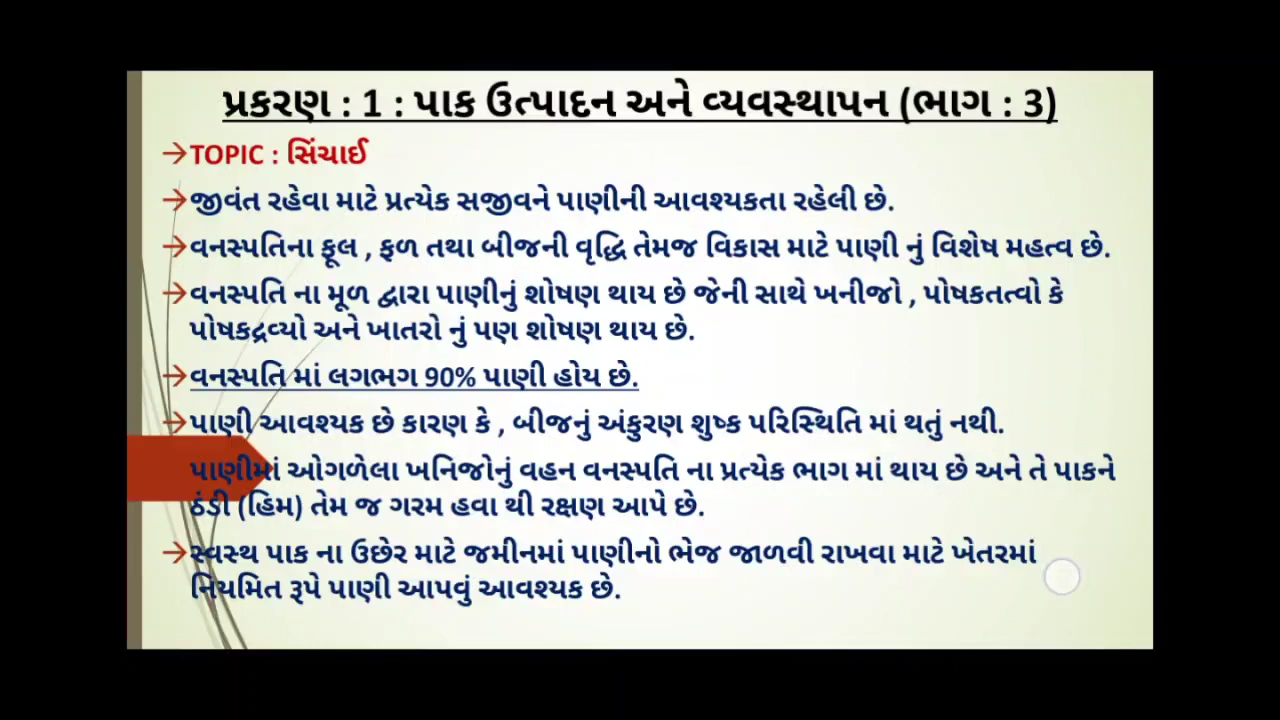 પ્રકરણ : 1 : પાક ઉત્પાદન અને વ્યવસ્થાપન (ભાગ : 3)
→TOPIC : સિંચાઈ
→જીવંત રહેવા માટે પ્રત્યેક સજીવને પાણીની આવશ્યકતા રહેલી છે.
→વનસ્પતિના ફૂલ , ફળ તથા બીજની વૃદ્ધિ તેમજ વિકાસ માટે પાણી નું વિશેષ મહત્વ છે.
→વનસ્પતિ ના મૂળ દ્વારા પાણીનું શોષણ થાય છે જેની સાથે ખનીજો , પોષકતત્વો કે
પોષકદ્રવ્યો અને ખાતરો નું પણ શોષણ થાય છે.
→વનસ્પતિ માં લગભગ 90% પાણી હોય છે.
→પાણી આવશ્યક છે કારણ કે , બીજનું અંકુરણ શુષ્ક પરિસ્થિતિ માં થતું નથી.
પાણીમાં ઓગળેલા ખનિજોનું વહન વનસ્પતિ ના પ્રત્યેક ભાગ માં થાય છે અને તે પાકને
ઠંડી (હિમ) તેમ જ ગરમ હવા થી રક્ષણ આપે છે.
→સ્વસ્થ પાક ના ઉછેર માટે જમીનમાં પાણીનો ભેજ જાળવી રાખવા માટે ખેતરમાં
નિયમિત રૂપે પાણી આપવું આવશ્યક છે.